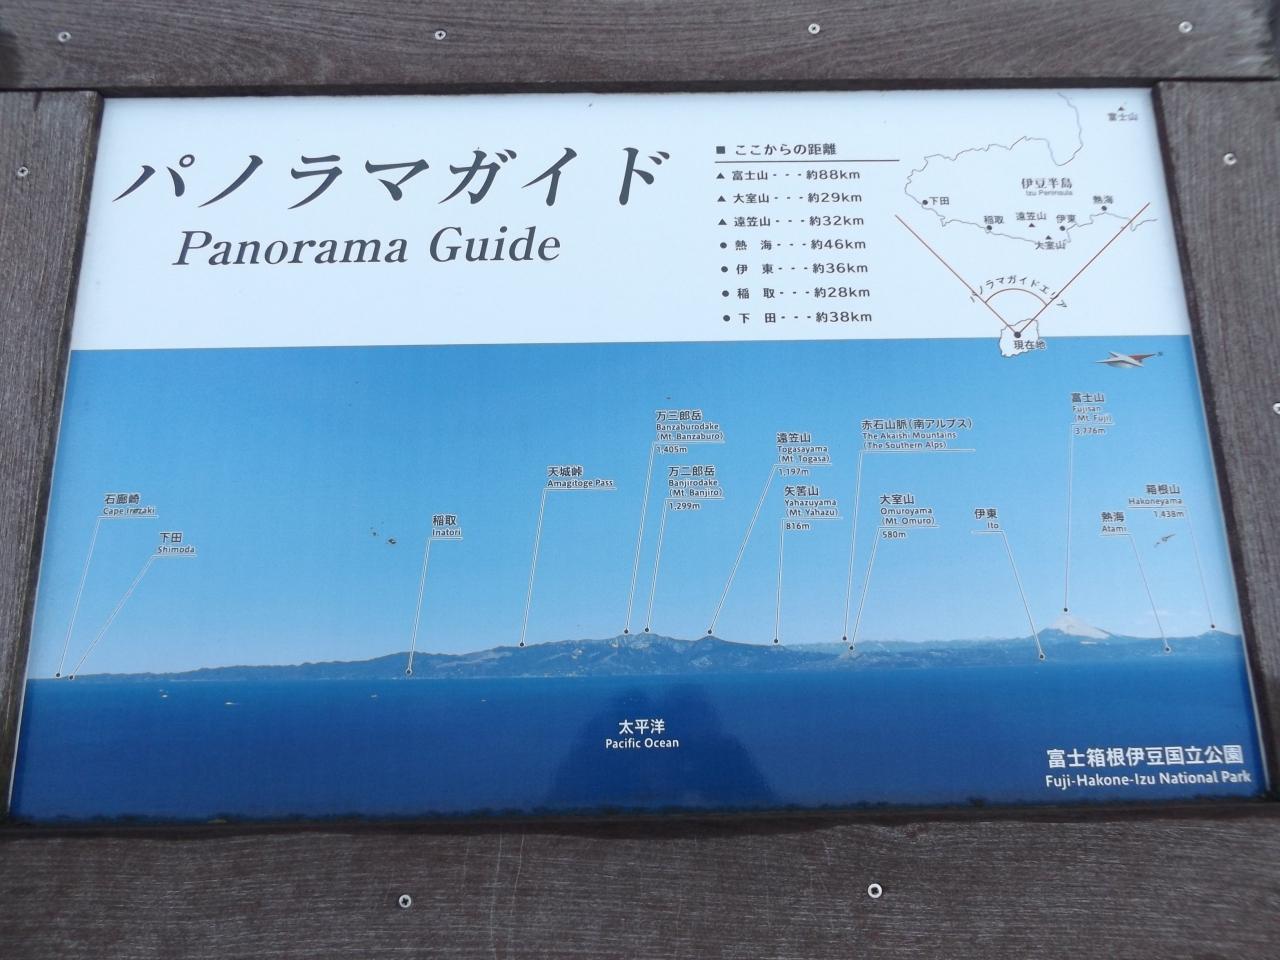 パノラマガイド
Panorama Guide
■ ここからの距離
▲ 富士山・・・約88km
▲ 大室山・・・約29km
▲ 遠笠山・・・約32km
● 熱 海・・・約46km
● 伊 東・・・約36km
● 稲 取・・・約28km
● 下 田・・・約38km
富士山
伊豆半島
Izu Peninsula
下田
稲取
遠笠山
伊東
熱海
大室山
パノラマガイドエリア
現在地
石廊崎
Cape Irozaki
下田
Shimoda
稲取
Inatori
天城峠
Amagitoge Pass
万三郎岳
Banzaburodake
(Mt. Banzaburo)
1,405m
万二郎岳
Banjirodake
(Mt. Banjiro)
1,299m
遠笠山
Togasayama
(Mt. Togasa)
1,197m
矢筈山
Yahazuyama
(Mt. Yahazu)
816m
赤石山脈(南アルプス)
The Akaishi Mountains
(The Southern Alps)
大室山
Omuroyama
(Mt. Omuro)
580m
伊東
Ito
富士山
Fujisan
(Mt. Fuji)
3,776m
熱海
Atami
箱根山
Hakoneyama
1,438m
太平洋
Pacific Ocean
富士箱根伊豆国立公園
Fuji-Hakone-Izu National Park